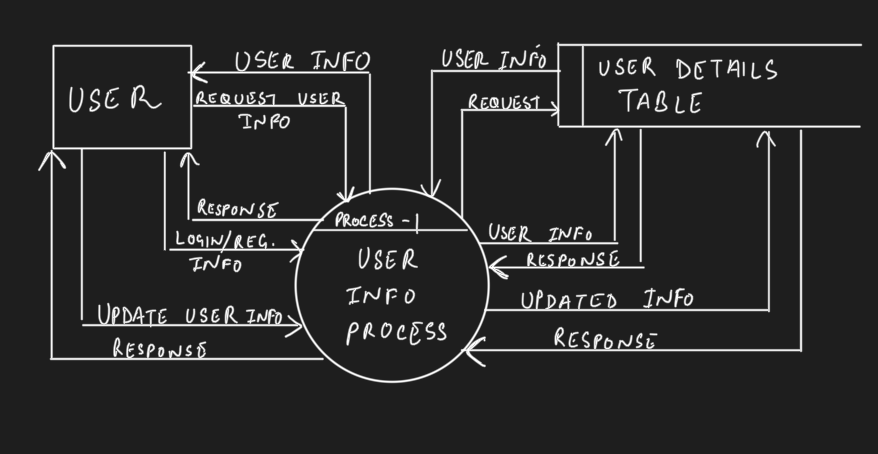 USER
USER INFO
REQUEST USER
INFO
RESPONSE
LOGIN/REG.
INFO
UPDATE USER INFO
RESPONSE
PROCESS-1
USER
INFO
PROCESS
USER INFO
REQUEST
USER DETAILS
TABLE
USER INFO
RESPONSE
UPDATED INFO
RESPONSE